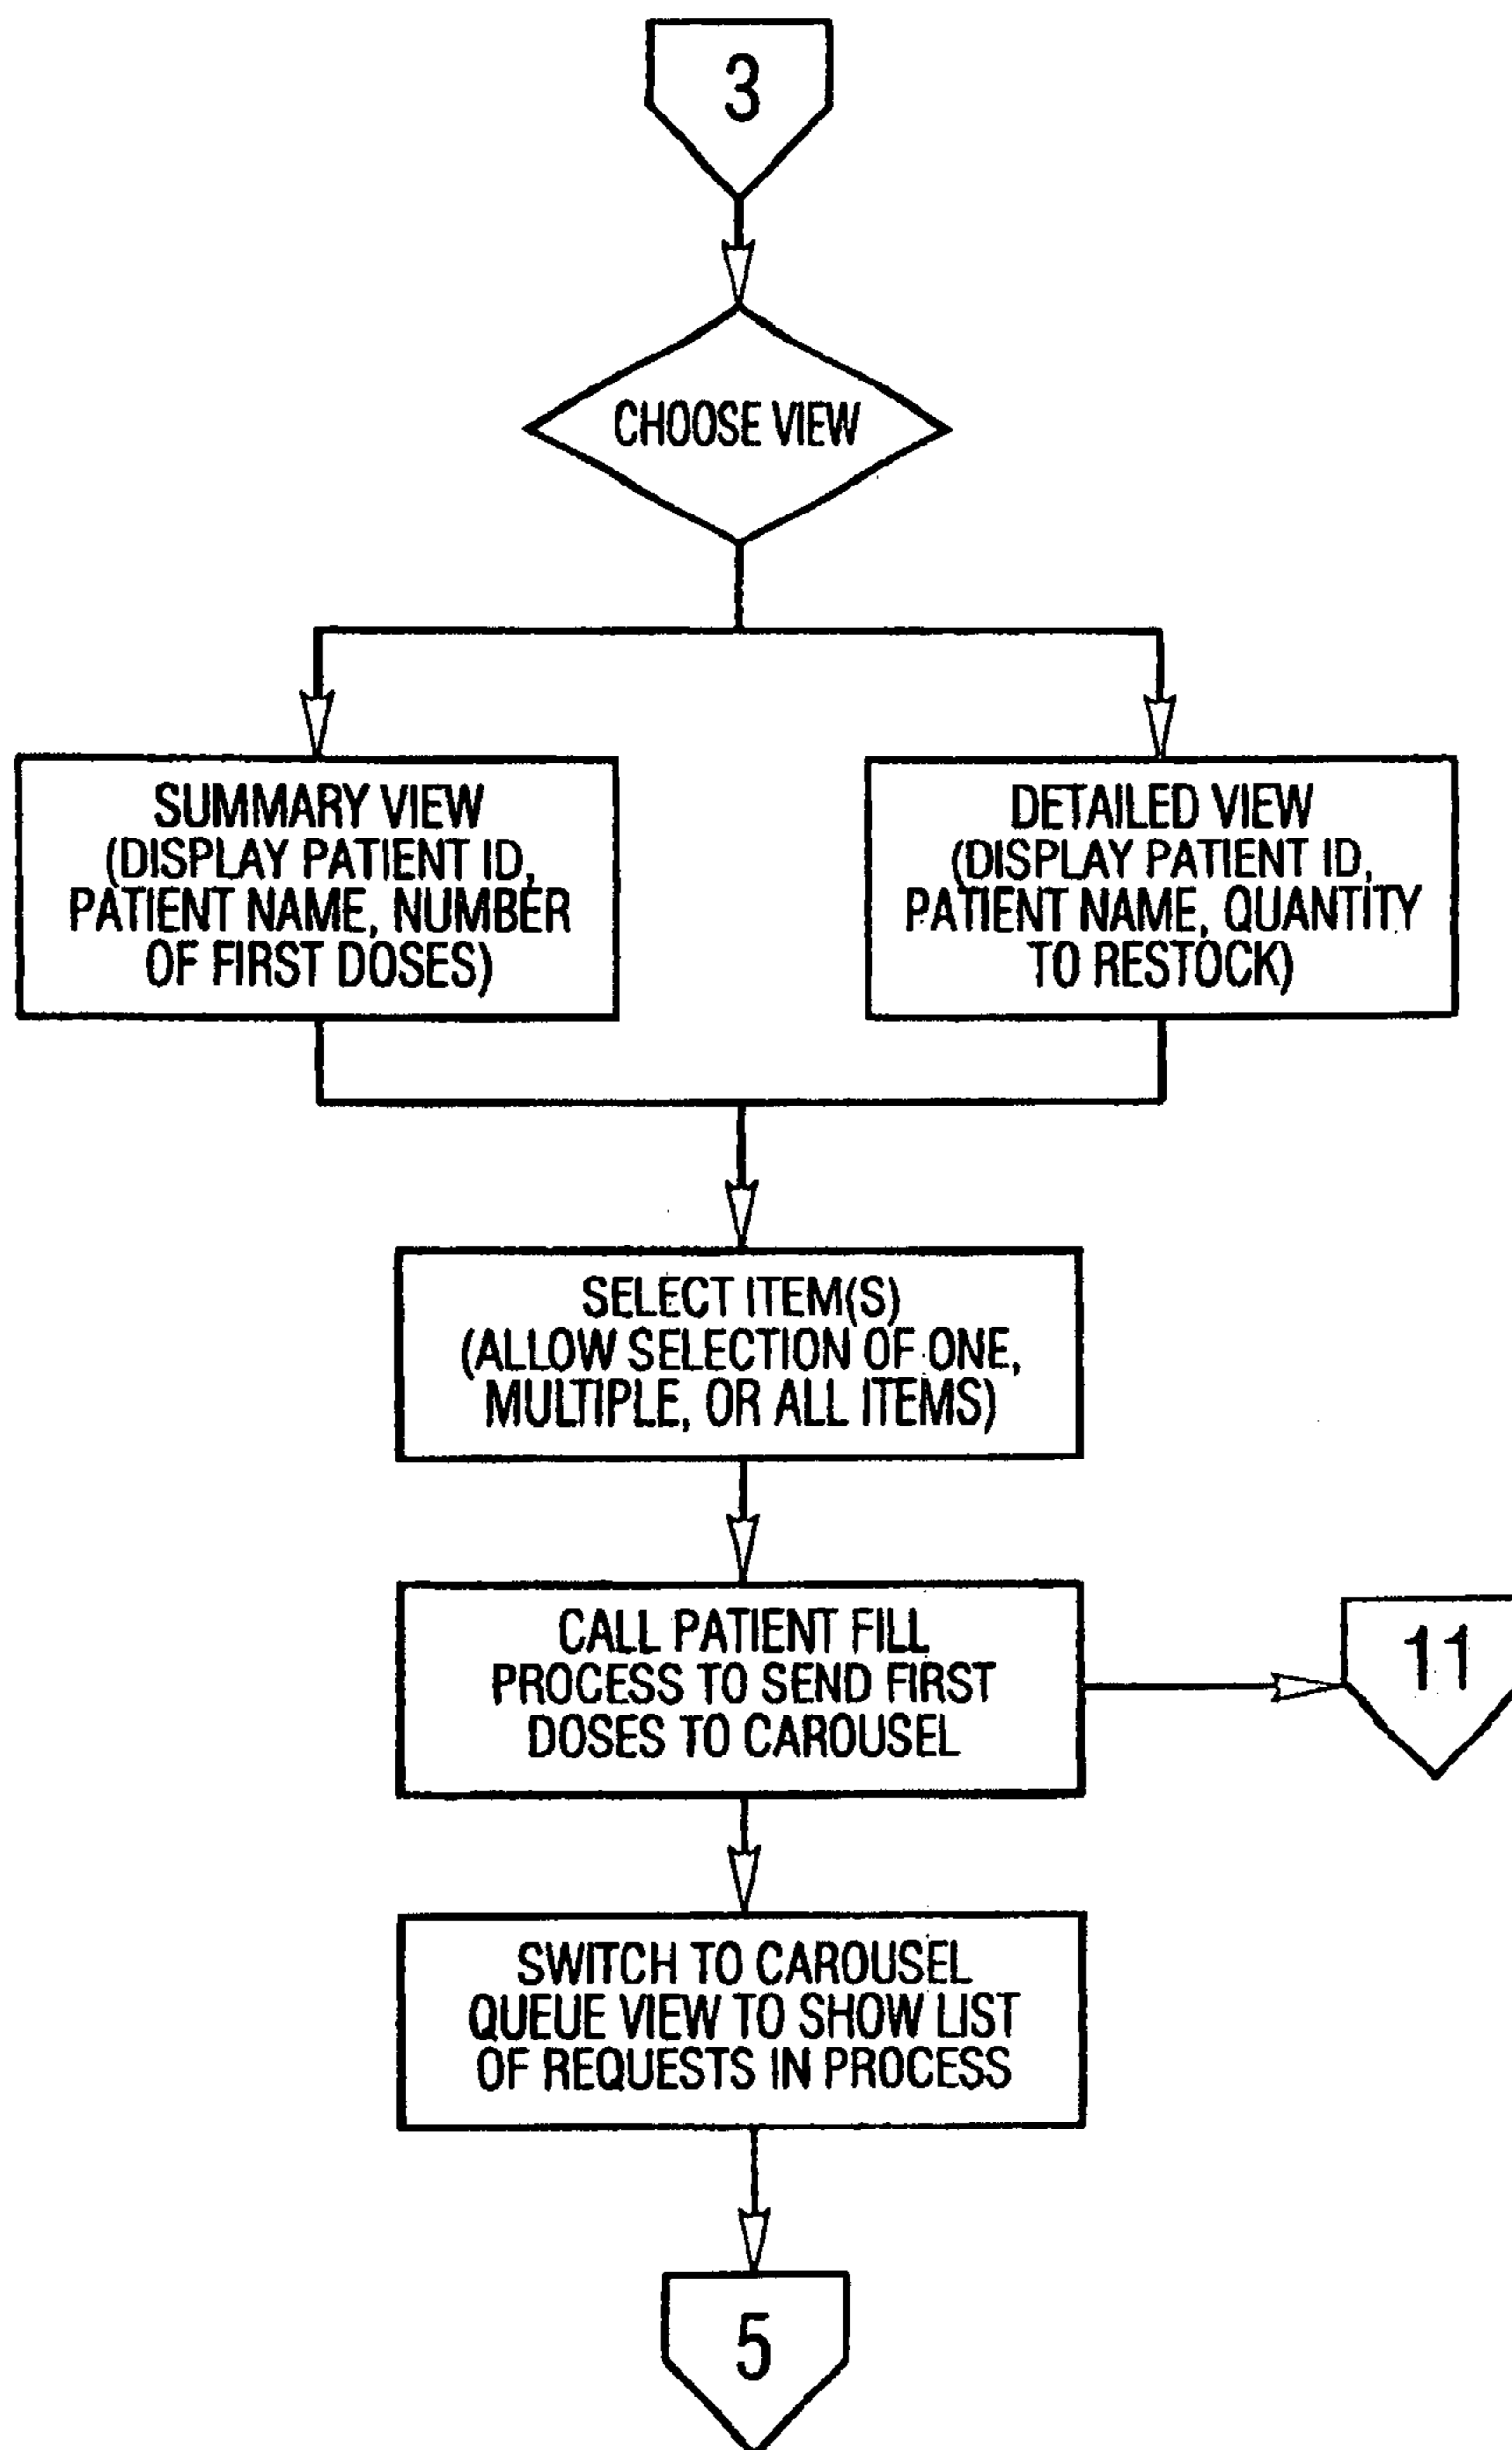 3
CHOOSE VIEW
SUMMARY VIEW
(DISPLAY PATIENT ID,
PATIENT NAME, NUMBER
OF FIRST DOSES)
DETAILED VIEW
(DISPLAY PATIENT ID,
PATIENT NAME, QUANTITY
TO RESTOCK)
SELECT ITEM(S)
(ALLOW SELECTION OF ONE,
MULTIPLE, OR ALL ITEMS)
CALL PATIENT FILL
PROCESS TO SEND FIRST
DOSES TO CAROUSEL
11
SWITCH TO CAROUSEL
QUEUE VIEW TO SHOW LIST
OF REQUESTS IN PROCESS
5